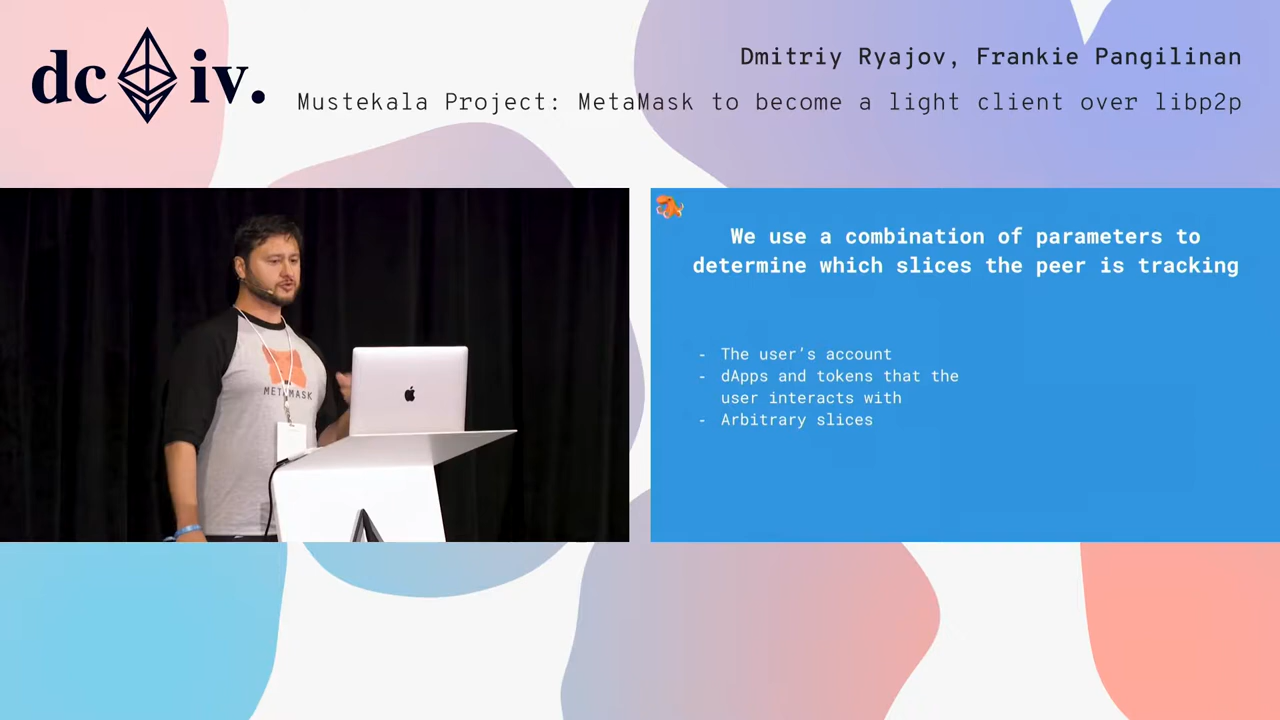 dc iv.
Dmitriy Ryajov, Frankie Pangilinan
Mustekala Project: MetaMask to become a light client over libp2p
METAMASK
We use a combination of parameters to
determine which slices the peer is tracking
- The user's account
- dApps and tokens that the
user interacts with
- Arbitrary slices